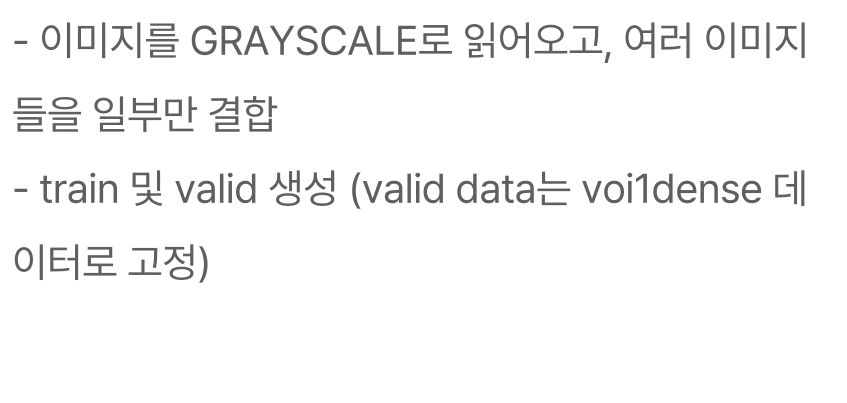 - 이미지를 GRAYSCALE로 읽어오고, 여러 이미지
들을 일부만 결합
- train 및 valid 생성 (valid data는 voi1dense 데
이터로 고정)